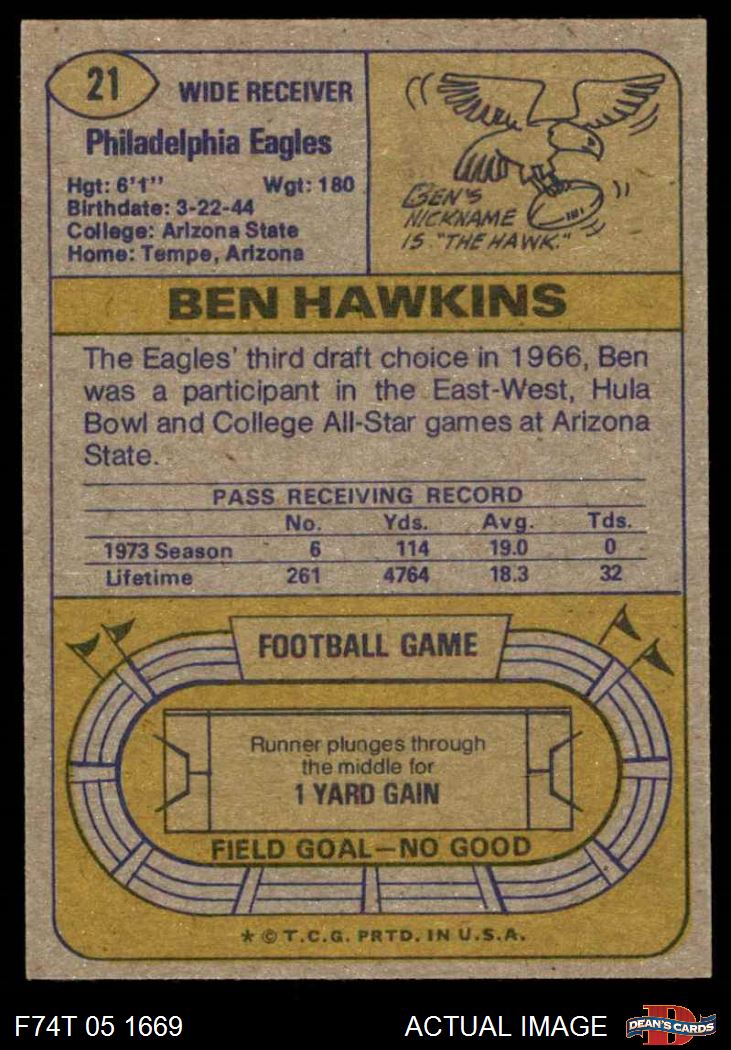 21
WIDE RECEIVER
Philadelphia Eagles
Hgt: 6'1" Wgt: 180
Birthdate: 3-22-44
College: Arizona State
Home: Tempe, Arizona
BEN'S
NICKNAME
IS "THE HAWK."
BEN HAWKINS
The Eagles' third draft choice in 1966, Ben
was a participant in the East-West, Hula
Bowl and College All-Star games at Arizona
State.
PASS RECEIVING RECORD
No. Yds. Avg. Tds.
1973 Season 6 114 19.0 0
Lifetime 261 4764 18.3 32
FOOTBALL GAME
Runner plunges through
the middle for
1 YARD GAIN
FIELD GOAL—NO GOOD
* © T.C.G. PRTD. IN U.S.A.
F74T 05 1669
ACTUAL IMAGE
D
DEAN'S CARDS